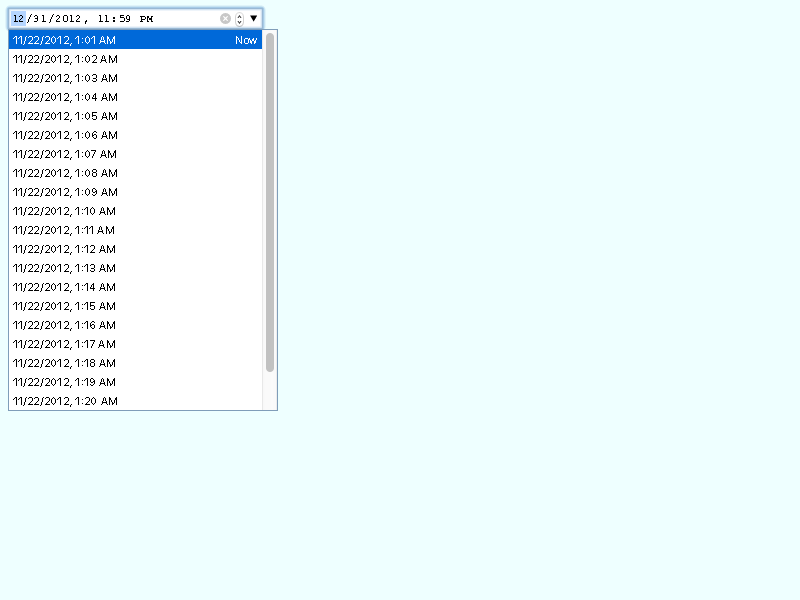 12/31/2012, 11:59 PM
11/22/2012, 1:01 AM Now
11/22/2012, 1:02 AM
11/22/2012, 1:03 AM
11/22/2012, 1:04 AM
11/22/2012, 1:05 AM
11/22/2012, 1:06 AM
11/22/2012, 1:07 AM
11/22/2012, 1:08 AM
11/22/2012, 1:09 AM
11/22/2012, 1:10 AM
11/22/2012, 1:11 AM
11/22/2012, 1:12 AM
11/22/2012, 1:13 AM
11/22/2012, 1:14 AM
11/22/2012, 1:15 AM
11/22/2012, 1:16 AM
11/22/2012, 1:17 AM
11/22/2012, 1:18 AM
11/22/2012, 1:19 AM
11/22/2012, 1:20 AM